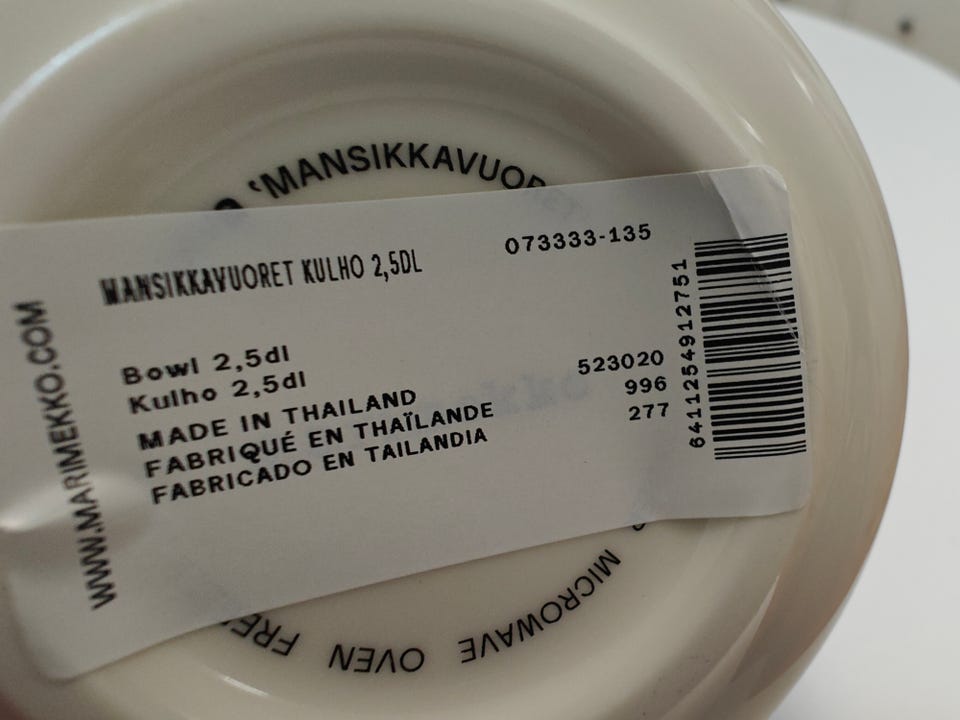 'MANSIKKAVUORET
WWW.MARIMEKKO.COM
MANSIKKAVUORET KULHO 2,5DL
073333-135
Bowl 2,5dl
Kulho 2,5dl
MADE IN THAILAND
FABRIQUÉ EN THAÏLANDE
FABRICADO EN TAILANDIA
523020
996
277
6411254912751
MICROWAVE OVEN